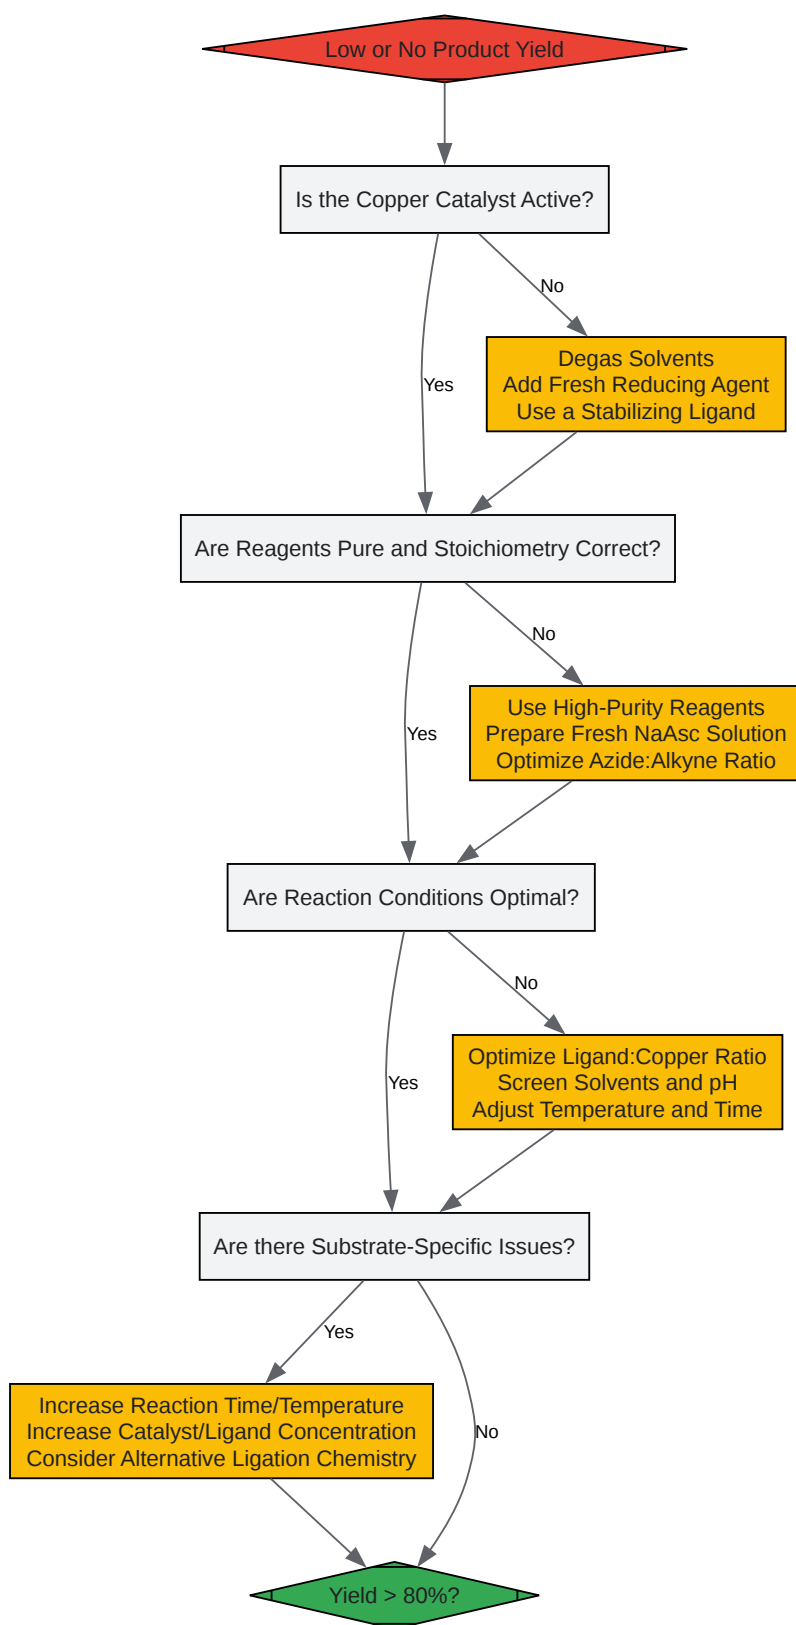 Low or No Product Yield
Is the Copper Catalyst Active?
No
Yes
Degas Solvents
Add Fresh Reducing Agent
Use a Stabilizing Ligand
Are Reagents Pure and Stoichiometry Correct?
No
Yes
Use High-Purity Reagents
Prepare Fresh NaAsc Solution
Optimize Azide:Alkyne Ratio
Are Reaction Conditions Optimal?
No
Yes
Optimize Ligand:Copper Ratio
Screen Solvents and pH
Adjust Temperature and Time
Are there Substrate-Specific Issues?
Yes
No
Increase Reaction Time/Temperature
Increase Catalyst/Ligand Concentration
Consider Alternative Ligation Chemistry
Yield > 80%?